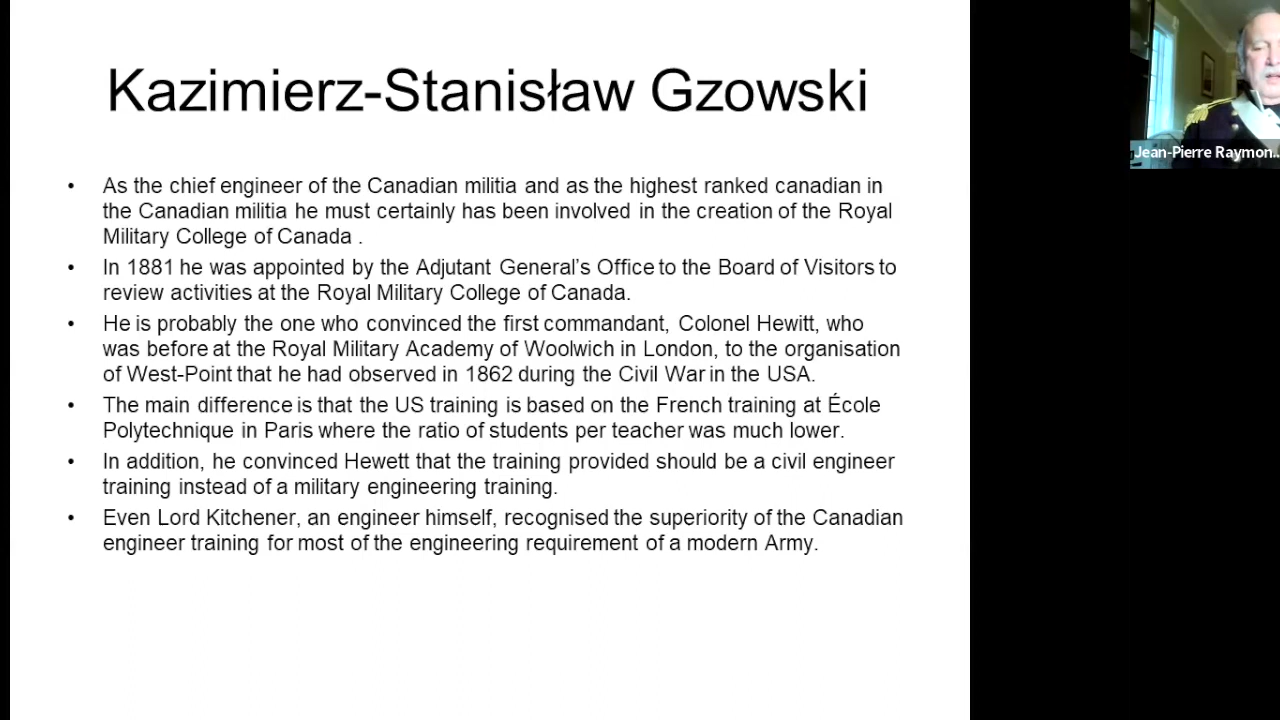 Kazimierz-Stanisław Gzowski
• As the chief engineer of the Canadian militia and as the highest ranked canadian in
the Canadian militia he must certainly has been involved in the creation of the Royal
Military College of Canada .
• In 1881 he was appointed by the Adjutant General’s Office to the Board of Visitors to
review activities at the Royal Military College of Canada.
• He is probably the one who convinced the first commandant, Colonel Hewitt, who
was before at the Royal Military Academy of Woolwich in London, to the organisation
of West-Point that he had observed in 1862 during the Civil War in the USA.
• The main difference is that the US training is based on the French training at École
Polytechnique in Paris where the ratio of students per teacher was much lower.
• In addition, he convinced Hewett that the training provided should be a civil engineer
training instead of a military engineering training.
• Even Lord Kitchener, an engineer himself, recognised the superiority of the Canadian
engineer training for most of the engineering requirement of a modern Army.
Jean-Pierre Raymon...